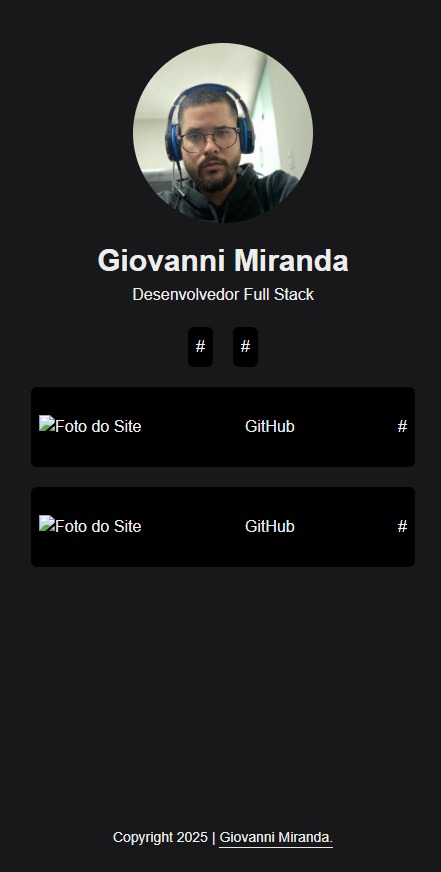 Giovanni Miranda
Desenvolvedor Full Stack
# #
Foto do Site GitHub #
Foto do Site GitHub #
Copyright 2025 | Giovanni Miranda.